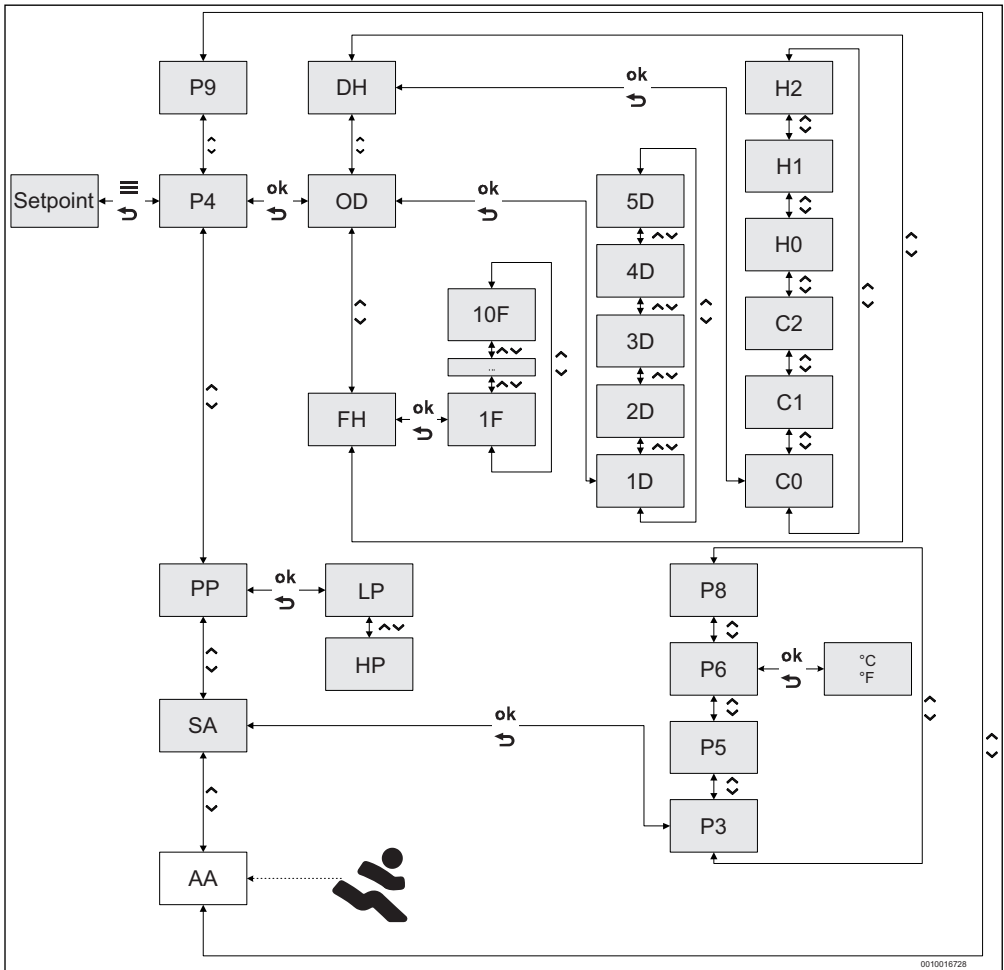 P9
DH
ok
H2
H1
Setpoint
P4
ok
OD
ok
5D
H0
4D
10F
C2
3D
...
C1
2D
FH
ok
1F
1D
C0
PP
ok
LP
P8
HP
P6
ok
°C
°F
SA
ok
P5
P3
AA
0010016728